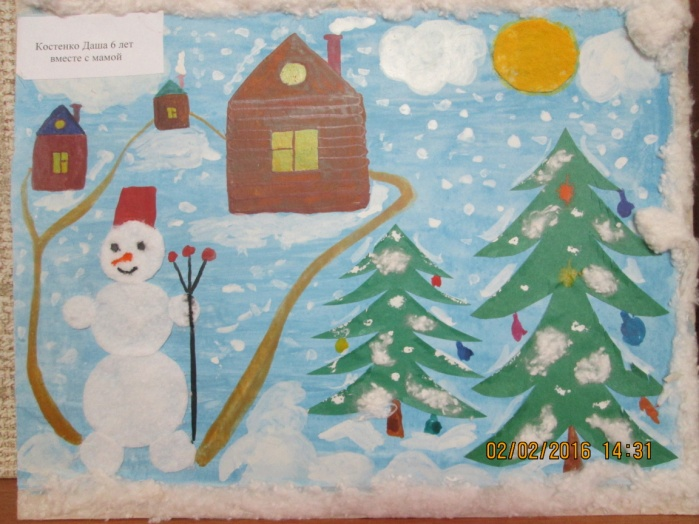 Костенко Даша 6 лет
вместе с мамой
02/02/2016 14:31